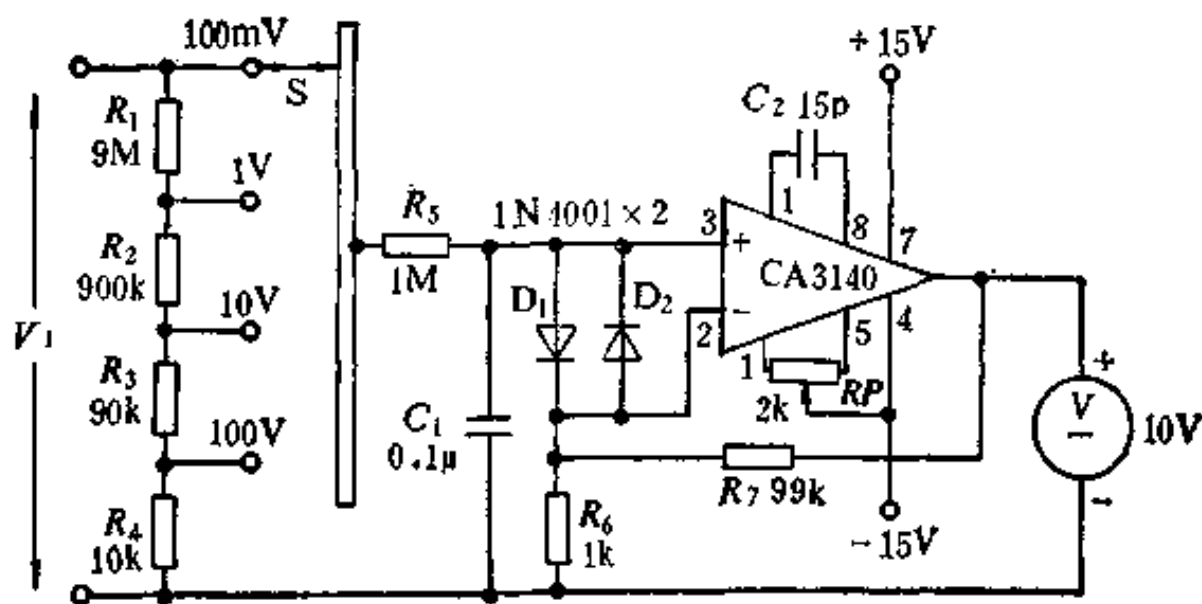 100mV
S
R1
9M
1V
R2
900k
10V
R3
90k
100V
R4
10k
V1
R5
1M
C1
0.1μ
1N4001×2
D1
D2
C2 15p
+15V
1
8
7
3
+
CA3140
2
−
4
5
1
RP
2k
R7 99k
R6
1k
−15V
+
V
10V
−